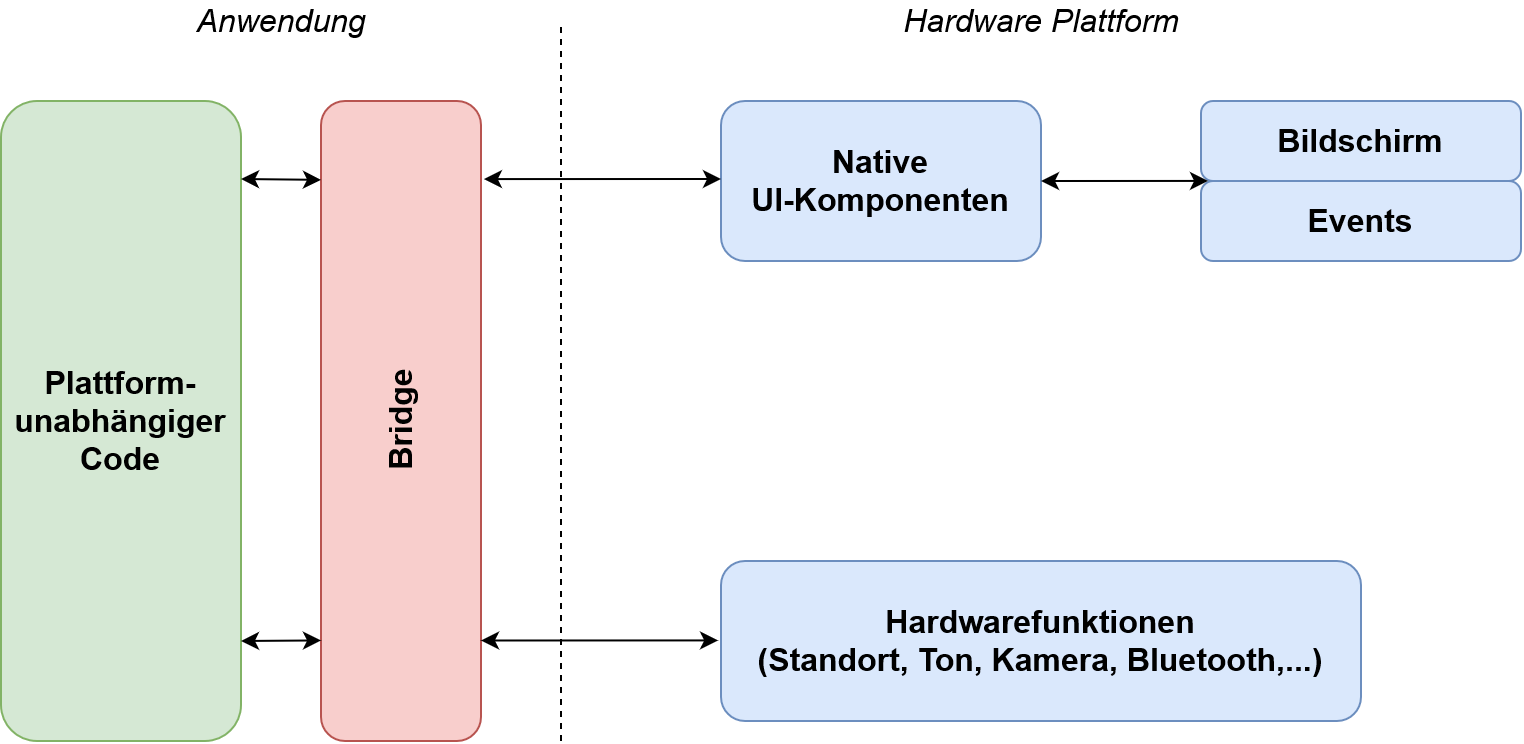 Anwendung
Hardware Plattform
Plattform-
unabhängiger
Code
Bridge
Native
UI-Komponenten
Bildschirm
Events
Hardwarefunktionen
(Standort, Ton, Kamera, Bluetooth,...)